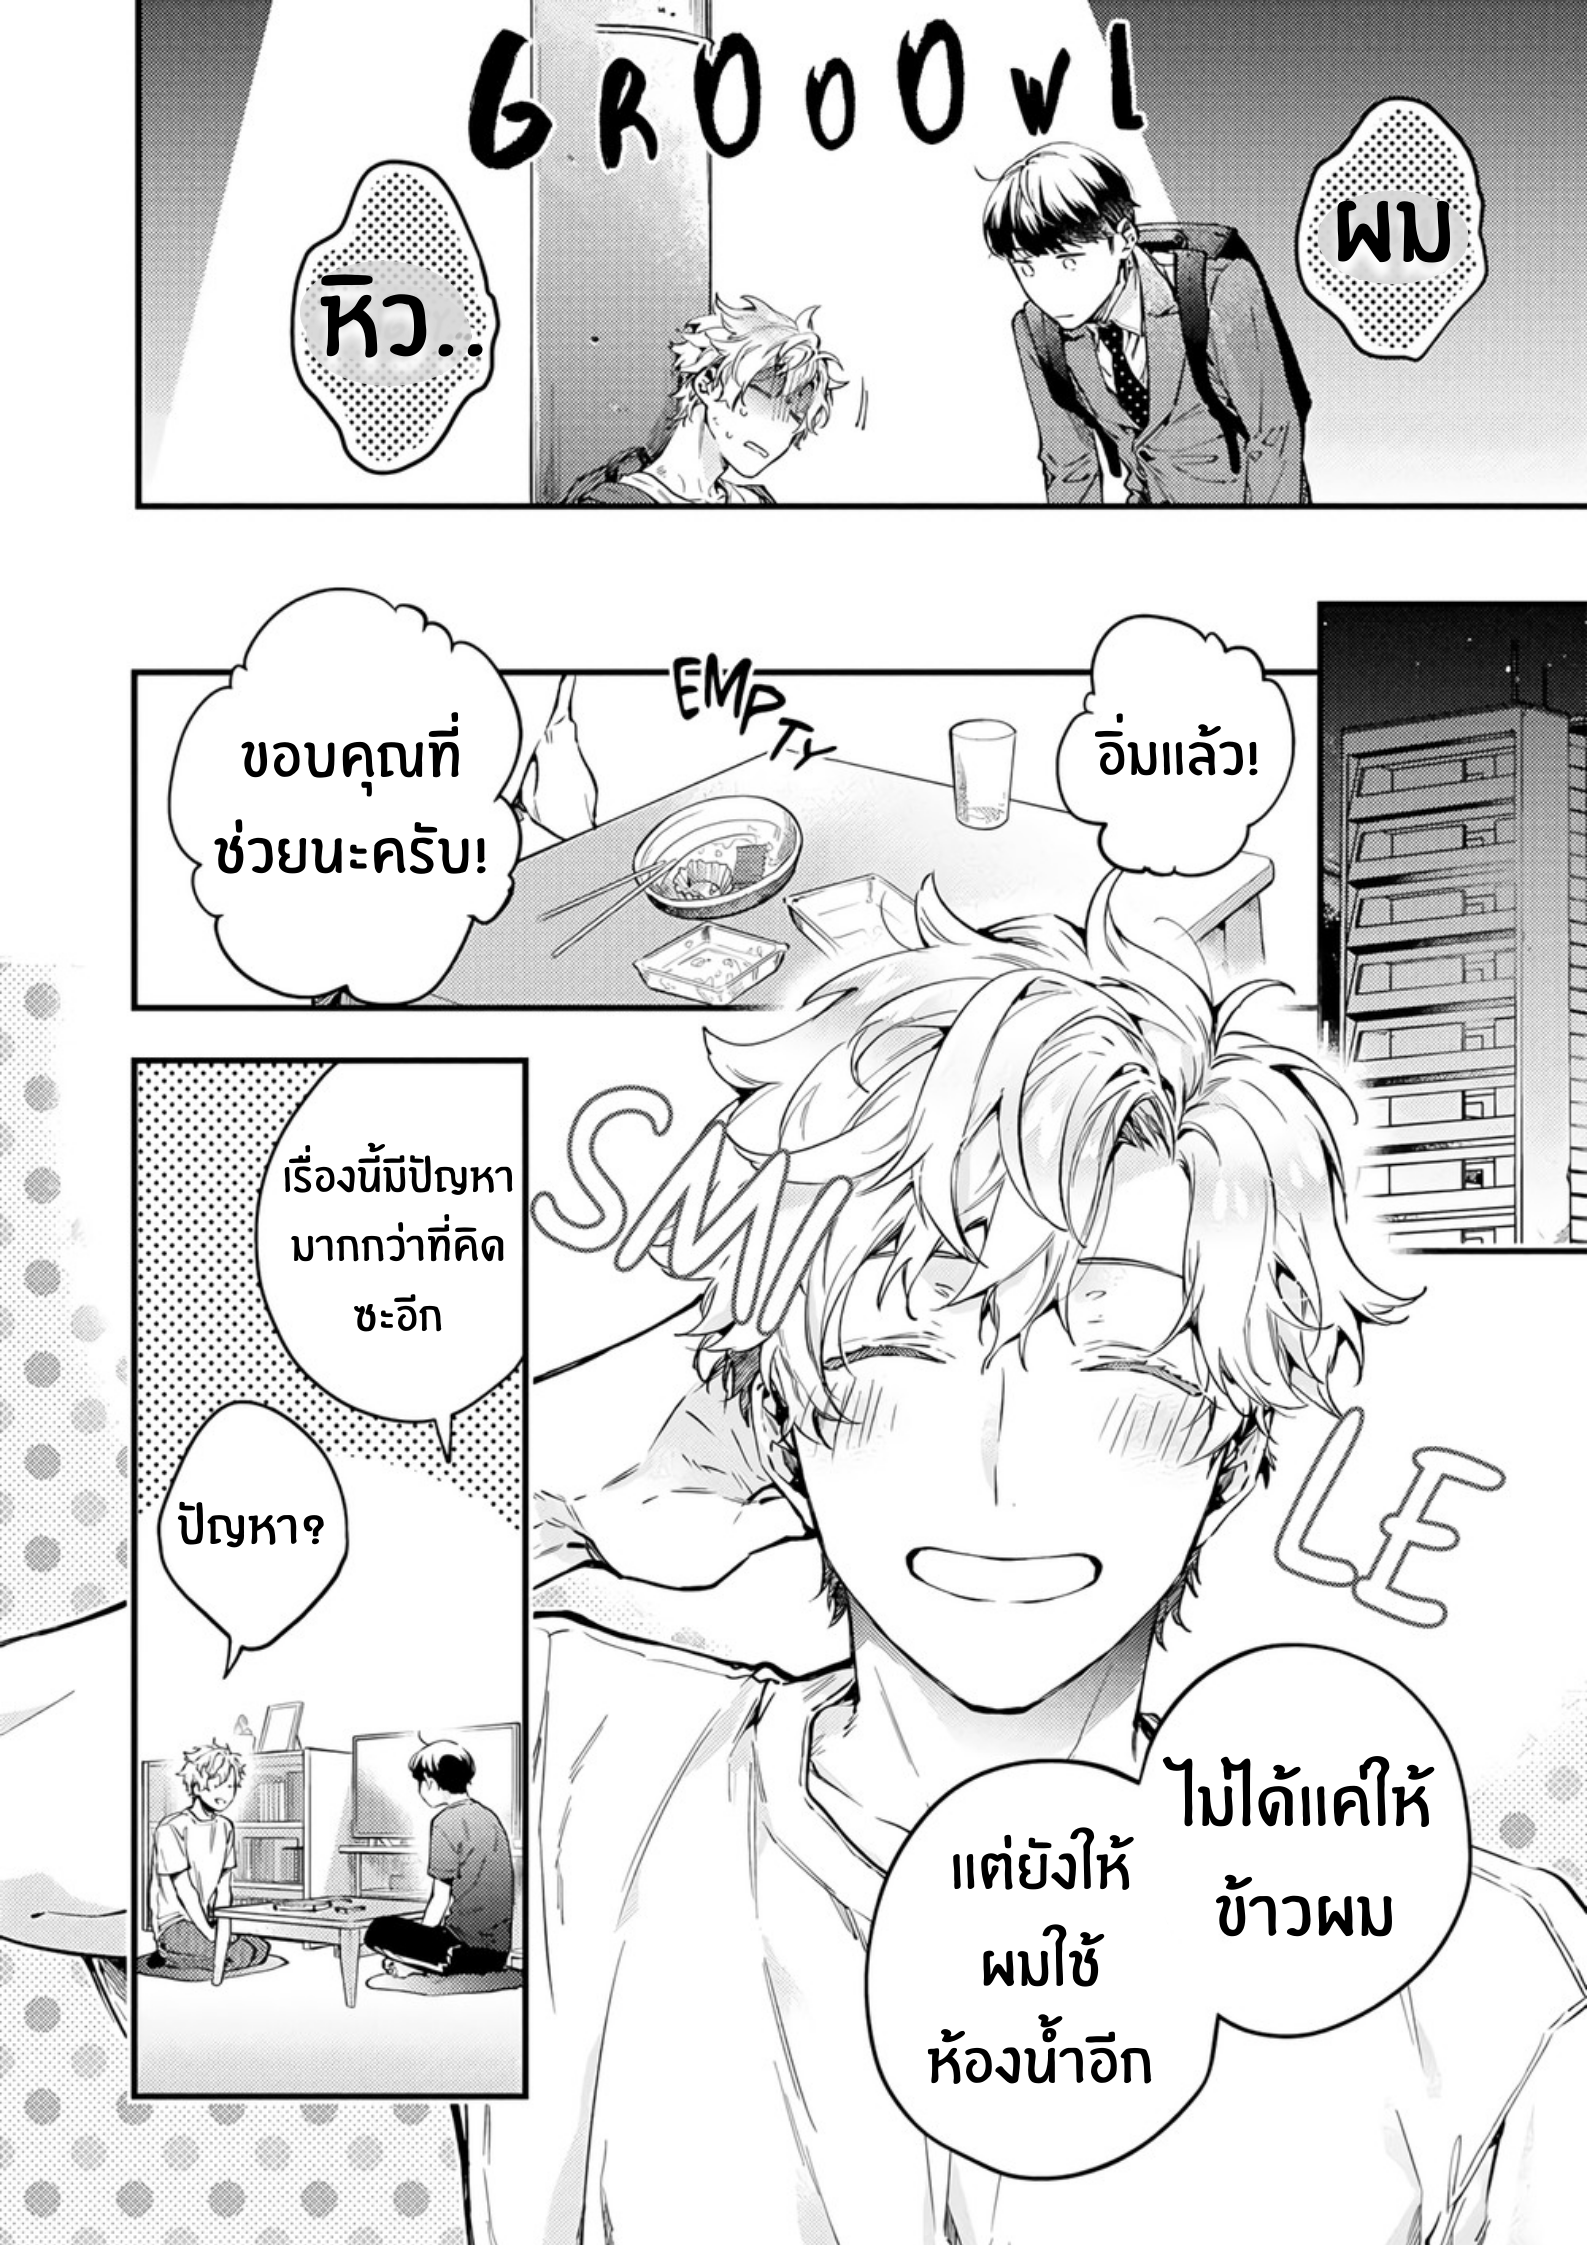 GROOOWL
ผม
หิว..
อิ่มแล้ว!
EMPTY
ขอบคุณที่
ช่วยนะครับ!
SMILE
ไม่ได้แค่ให้
ข้าวผม
แต่ยังให้
ผมใช้
ห้องน้ำอีก
เรื่องนี้มีปัญหา
มากกว่าที่คิด
ซะอีก
ปัญหา?